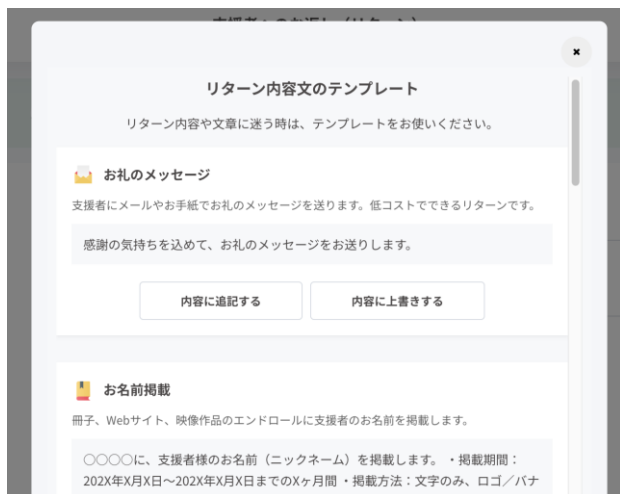 リターン内容文のテンプレート
リターン内容や文章に迷う時は、テンプレートをお使いください。
お礼のメッセージ
支援者にメールやお手紙でお礼のメッセージを送ります。低コストでできるリターンです。
感謝の気持ちを込めて、お礼のメッセージをお送りします。
内容に追記する
内容に上書きする
お名前掲載
冊子、Webサイト、映像作品のエンドロールに支援者のお名前を掲載します。
〇〇〇〇に、支援者様のお名前（ニックネーム）を掲載します。 ・掲載期間：
202X年X月X日〜202X年X月X日までのXヶ月間 ・掲載方法：文字のみ、ロゴ／バナ